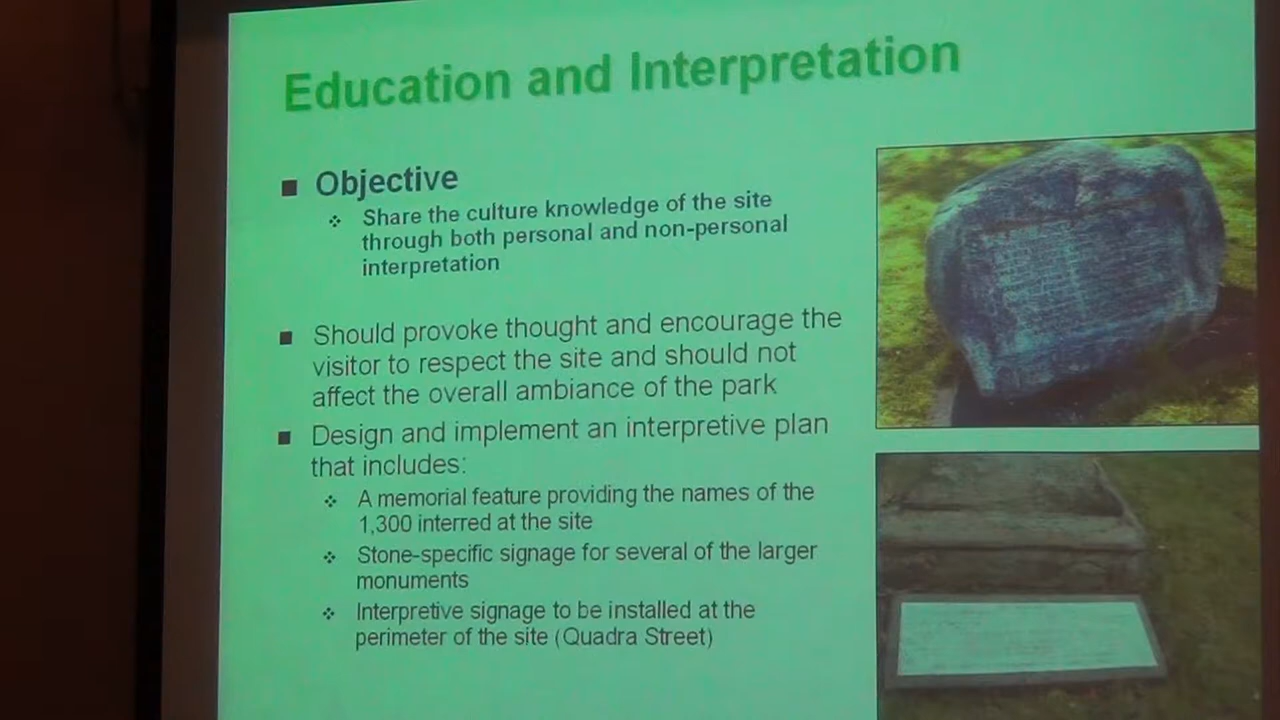 Education and Interpretation
Objective
Share the culture knowledge of the site
through both personal and non-personal
interpretation
Should provoke thought and encourage the
visitor to respect the site and should not
affect the overall ambiance of the park
Design and implement an interpretive plan
that includes:
A memorial feature providing the names of the
1,300 interred at the site
Stone-specific signage for several of the larger
monuments
Interpretive signage to be installed at the
perimeter of the site (Quadra Street)